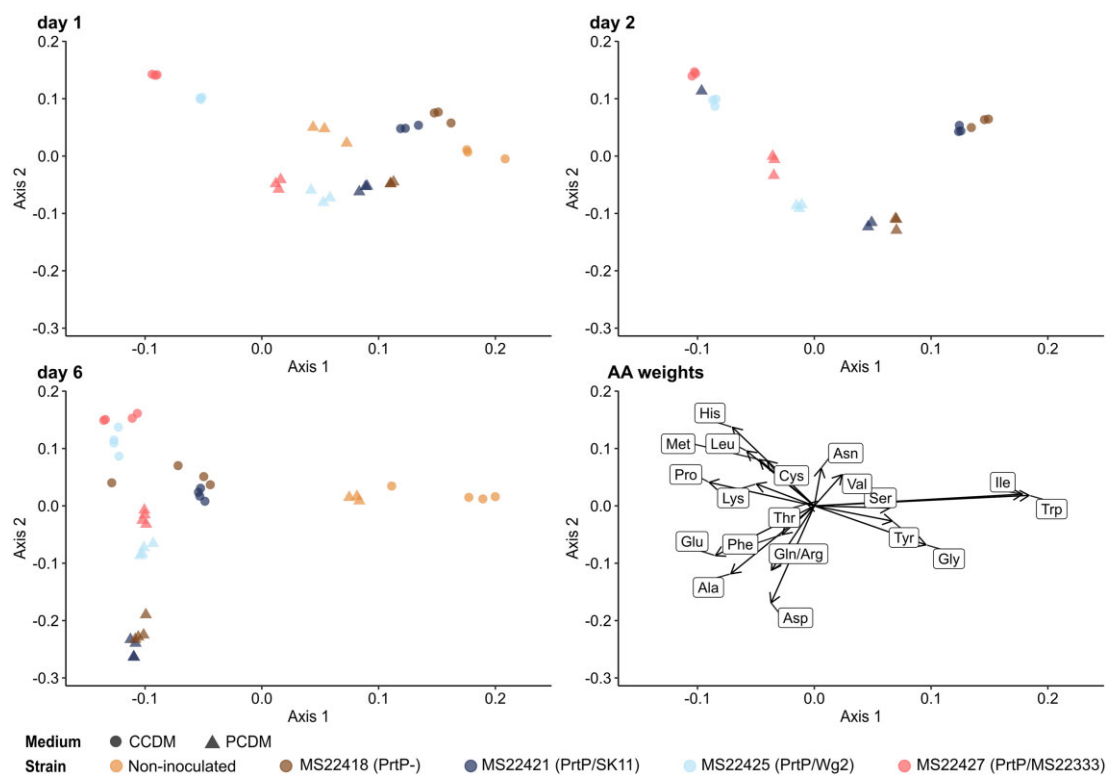 day 1
0.2
0.1
0.0
-0.1
-0.2
-0.3
Axis 2
-0.1 0.0 0.1 0.2
Axis 1
day 2
0.2
0.1
0.0
-0.1
-0.2
-0.3
Axis 2
-0.1 0.0 0.1 0.2
Axis 1
day 6
0.2
0.1
0.0
-0.1
-0.2
-0.3
Axis 2
-0.1 0.0 0.1 0.2
Axis 1
AA weights
0.2
0.1
0.0
-0.1
-0.2
-0.3
Axis 2
His
Met Leu
Asn
Pro Cys Val
Lys Ser Ile
Thr Trp
Glu Phe Tyr
Gln/Arg Gly
Ala
Asp
-0.1 0.0 0.1 0.2
Axis 1
Medium CCDM PCDM
Strain Non-inoculated MS22418 (PrtP-) MS22421 (PrtP/SK11) MS22425 (PrtP/Wg2) MS22427 (PrtP/MS22333)